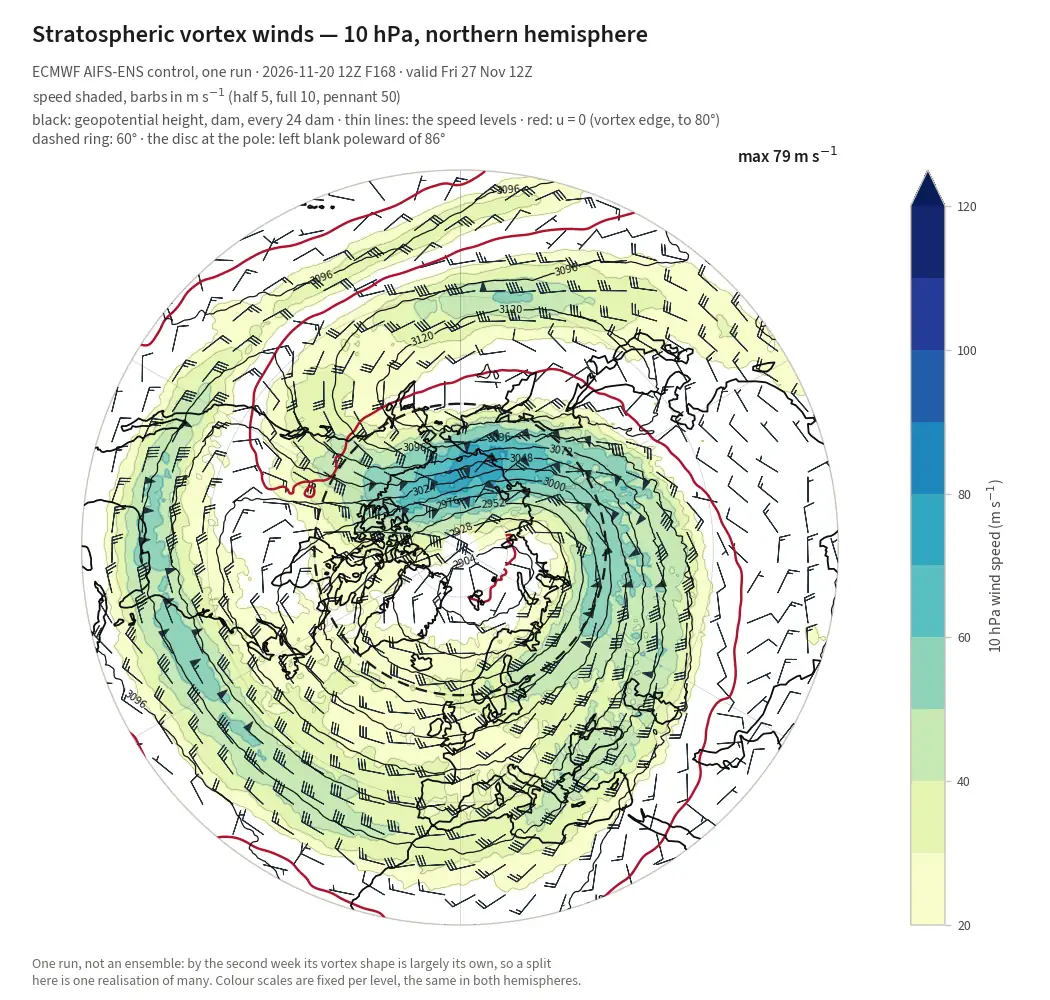 Stratospheric vortex winds — 10 hPa, northern hemisphere
ECMWF AIFS-ENS control, one run · 2026-11-20 12Z F168 · valid Fri 27 Nov 12Z
speed shaded, barbs in m s⁻¹ (half 5, full 10, pennant 50)
black: geopotential height, dam, every 24 dam · thin lines: the speed levels · red: u = 0 (vortex edge, to 80°)
dashed ring: 60° · the disc at the pole: left blank poleward of 86°
max 79 m s⁻¹
3096
3096
3096
3120
3120
3096
3096
3072
3048
3000
2976
2952
2928
2904
3096
120
100
80
60
40
20
10 hPa wind speed (m s⁻¹)
One run, not an ensemble: by the second week its vortex shape is largely its own, so a split
here is one realisation of many. Colour scales are fixed per level, the same in both hemispheres.